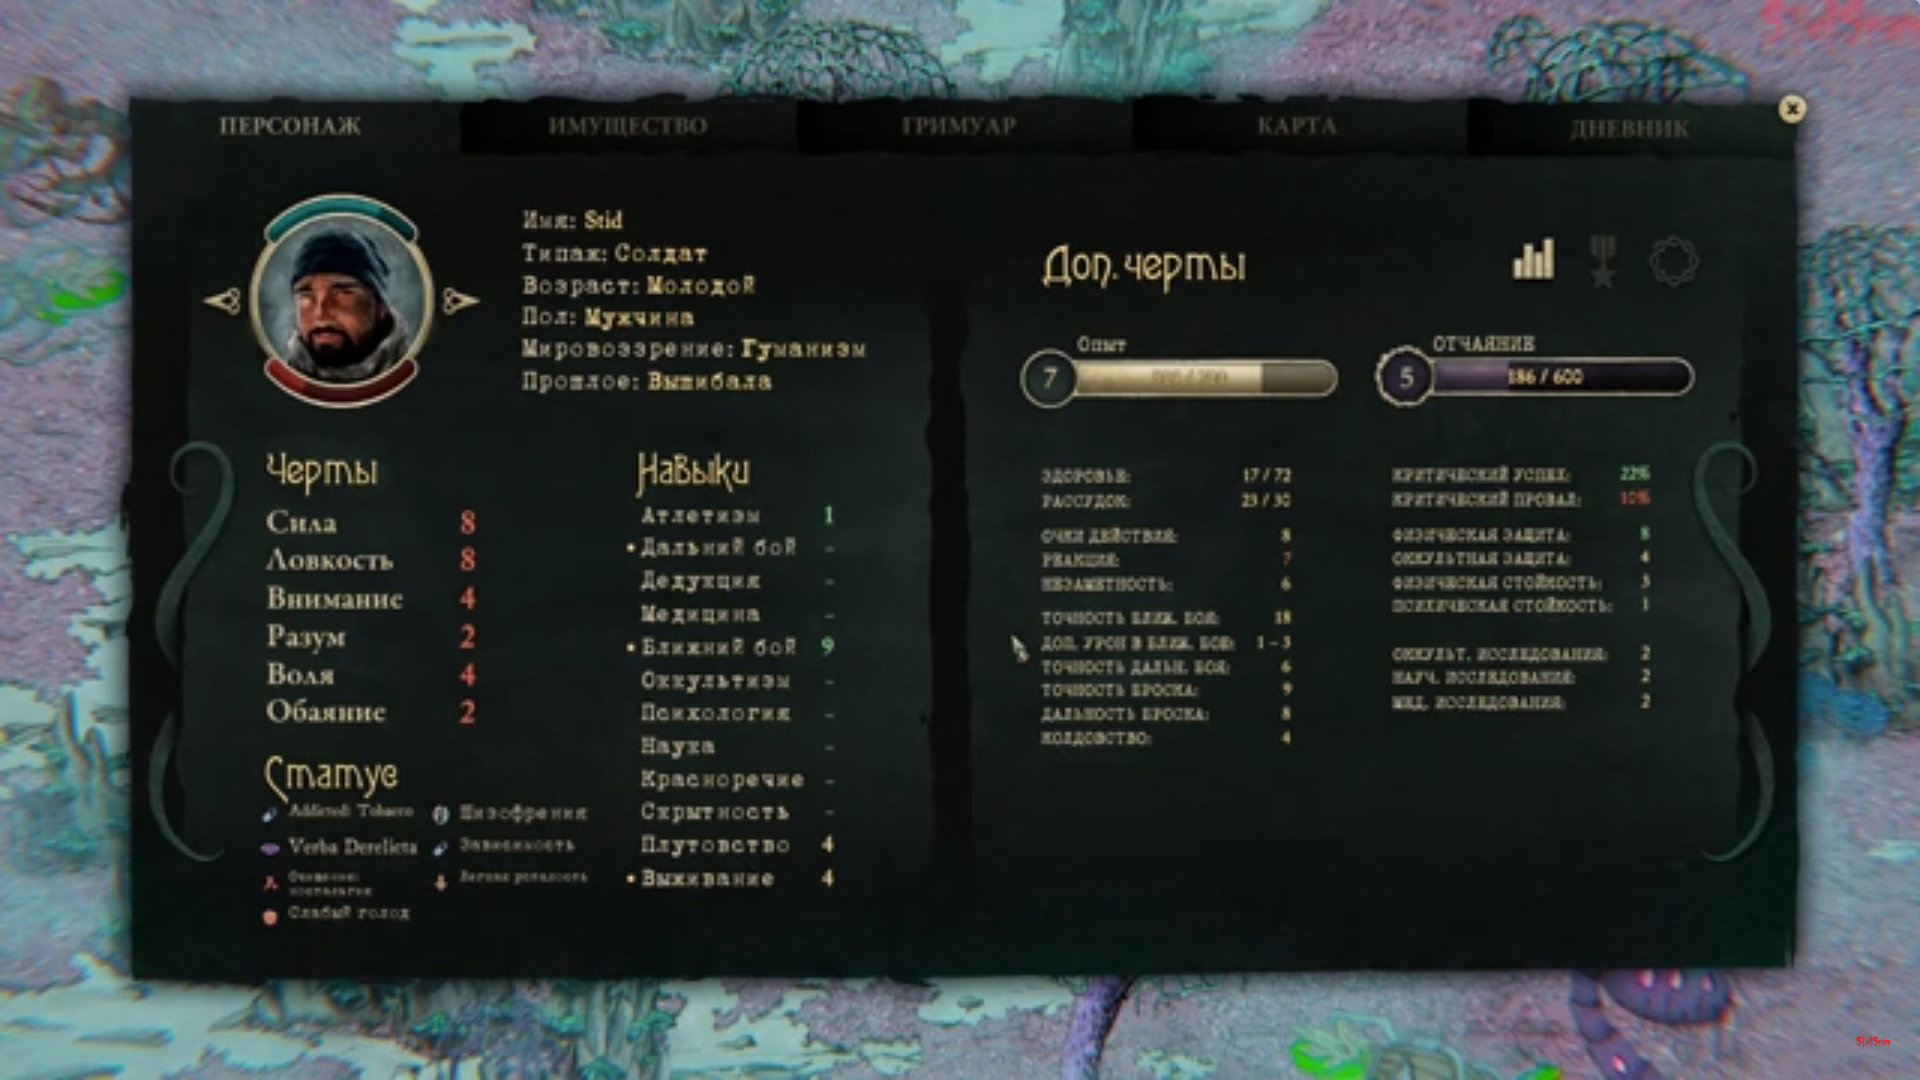 ПЕРСОНАЖ
ИМУЩЕСТВО
ГРИМУАР
КАРТА
ДНЕВНИК
Имя: Stid
Типаж: Солдат
Возраст: Молодой
Пол: Мужчина
Мировоззрение: Гуманизм
Прошлое: Вышибала
Черты
Сила 8
Ловкость 8
Внимание 4
Разум 2
Воля 4
Обаяние 2
Статус
Addicted: Tobacco
Шизофрения
Verba Derelicta
Зависимость
ностальгия
Легкая усталость
Слабый голод
Навыки
Атлетизм 1
• Дальний бой -
Дедукция -
Медицина -
• Ближний бой 9
Оккультизм -
Психология -
Наука -
Красноречие -
Скрытность -
Плутовство 4
• Выживание 4
Доп. черты
Опыт
7
ОТЧАЯНИЕ
5 186 / 600
ЗДОРОВЬЕ: 17 / 72
РАССУДОК: 23 / 30
ОЧКИ ДЕЙСТВИЯ: 8
РЕАКЦИЯ: 7
НЕЗАМЕТНОСТЬ: 6
ТОЧНОСТЬ БЛИЖ. БОЯ: 18
ДОП. УРОН В БЛИЖ. БОЮ: 1 - 3
ТОЧНОСТЬ ДАЛЬН. БОЯ: 6
ТОЧНОСТЬ БРОСКА: 9
ДАЛЬНОСТЬ БРОСКА: 8
КОЛДОВСТВО: 4
КРИТИЧЕСКИЙ УСПЕХ: 22%
КРИТИЧЕСКИЙ ПРОВАЛ: 10%
ФИЗИЧЕСКАЯ ЗАЩИТА: 8
ОККУЛЬТНАЯ ЗАЩИТА: 4
ФИЗИЧЕСКАЯ СТОЙКОСТЬ: 3
ПСИХИЧЕСКАЯ СТОЙКОСТЬ: 1
ОККУЛЬТ. ИССЛЕДОВАНИЯ: 2
НАУЧ. ИССЛЕДОВАНИЯ: 2
МЕД. ИССЛЕДОВАНИЯ: 2